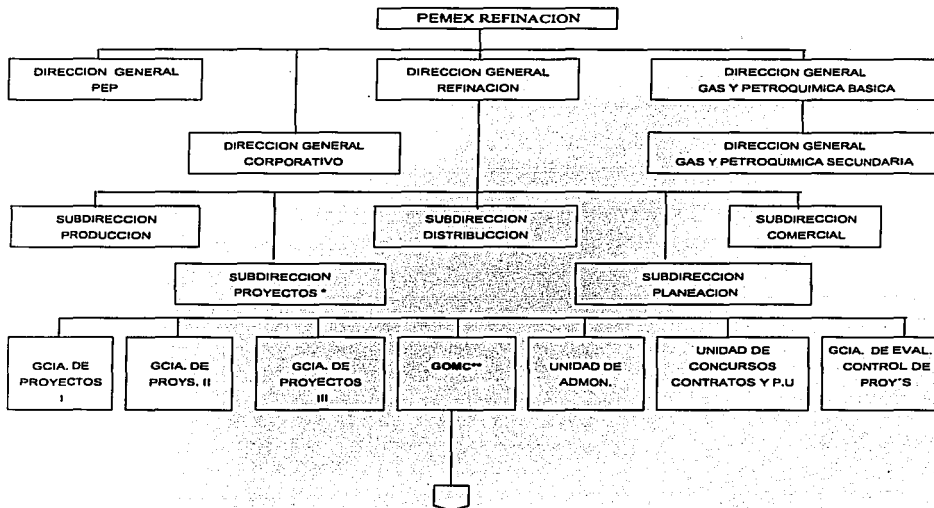 PEMEX REFINACION
DIRECCION GENERAL
PEP
DIRECCION GENERAL
REFINACION
DIRECCION GENERAL
GAS Y PETROQUIMICA BASICA
DIRECCION GENERAL
CORPORATIVO
DIRECCION GENERAL
GAS Y PETROQUIMICA SECUNDARIA
SUBDIRECCION
PRODUCCION
SUBDIRECCION
DISTRIBUCCION
SUBDIRECCION
COMERCIAL
SUBDIRECCION
PROYECTOS *
SUBDIRECCION
PLANEACION
GCIA. DE
PROYECTOS
I
GCIA. DE
PROYS. II
GCIA. DE
PROYECTOS
III
GOMC**
UNIDAD DE
ADMON.
UNIDAD DE
CONCURSOS
CONTRATOS Y P.U
GCIA. DE EVAL.
CONTROL DE
PROY´S